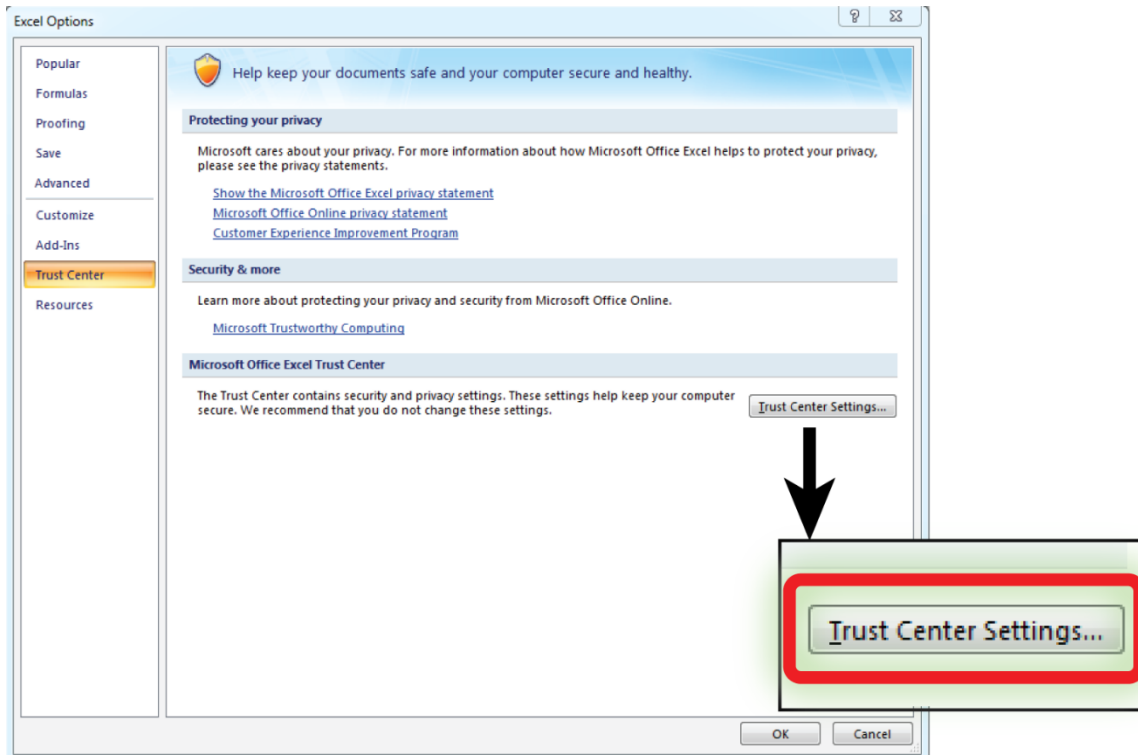 Excel Options
Popular
Formulas
Proofing
Save
Advanced
Customize
Add-Ins
Trust Center
Resources
Help keep your documents safe and your computer secure and healthy.
Protecting your privacy
Microsoft cares about your privacy. For more information about how Microsoft Office Excel helps to protect your privacy,
please see the privacy statements.
Show the Microsoft Office Excel privacy statement
Microsoft Office Online privacy statement
Customer Experience Improvement Program
Security & more
Learn more about protecting your privacy and security from Microsoft Office Online.
Microsoft Trustworthy Computing
Microsoft Office Excel Trust Center
The Trust Center contains security and privacy settings. These settings help keep your computer
secure. We recommend that you do not change these settings.
Trust Center Settings...
Trust Center Settings...
OK
Cancel